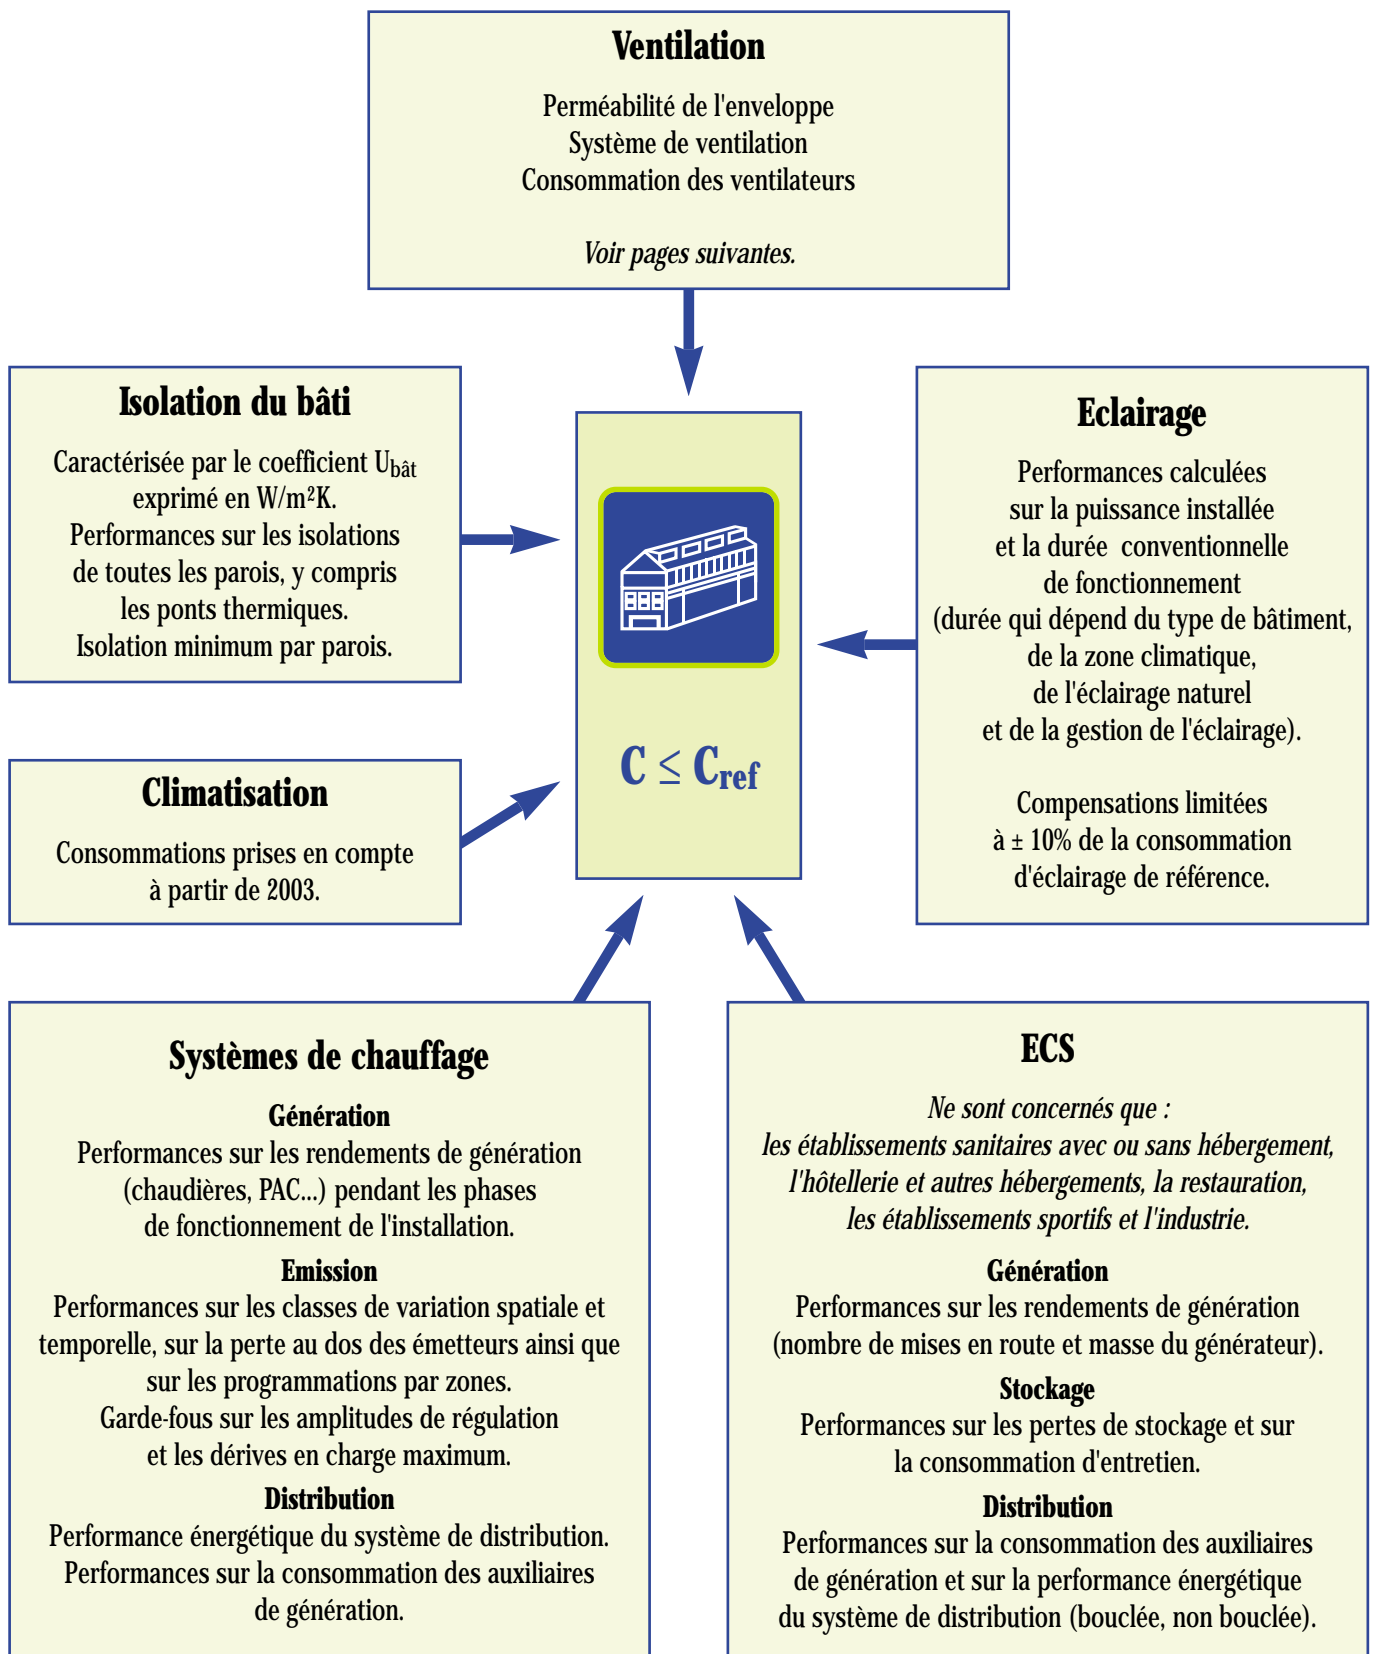 Ventilation
Perméabilité de l'enveloppe
Système de ventilation
Consommation des ventilateurs
Voir pages suivantes.
Isolation du bâti
Caractérisée par le coefficient Ubât
exprimé en W/m²K.
Performances sur les isolations
de toutes les parois, y compris
les ponts thermiques.
Isolation minimum par parois.
Eclairage
Performances calculées
sur la puissance installée
et la durée conventionnelle
de fonctionnement
(durée qui dépend du type de bâtiment,
de la zone climatique,
de l'éclairage naturel
et de la gestion de l'éclairage).
Compensations limitées
à ± 10% de la consommation
d'éclairage de référence.
C ≤ Cref
Climatisation
Consommations prises en compte
à partir de 2003.
Systèmes de chauffage
Génération
Performances sur les rendements de génération
(chaudières, PAC...) pendant les phases
de fonctionnement de l'installation.
Emission
Performances sur les classes de variation spatiale et
temporelle, sur la perte au dos des émetteurs ainsi que
sur les programmations par zones.
Garde-fous sur les amplitudes de régulation
et les dérives en charge maximum.
Distribution
Performance énergétique du système de distribution.
Performances sur la consommation des auxiliaires
de génération.
ECS
Ne sont concernés que :
les établissements sanitaires avec ou sans hébergement,
l'hôtellerie et autres hébergements, la restauration,
les établissements sportifs et l'industrie.
Génération
Performances sur les rendements de génération
(nombre de mises en route et masse du générateur).
Stockage
Performances sur les pertes de stockage et sur
la consommation d'entretien.
Distribution
Performances sur la consommation des auxiliaires
de génération et sur la performance énergétique
du système de distribution (bouclée, non bouclée).